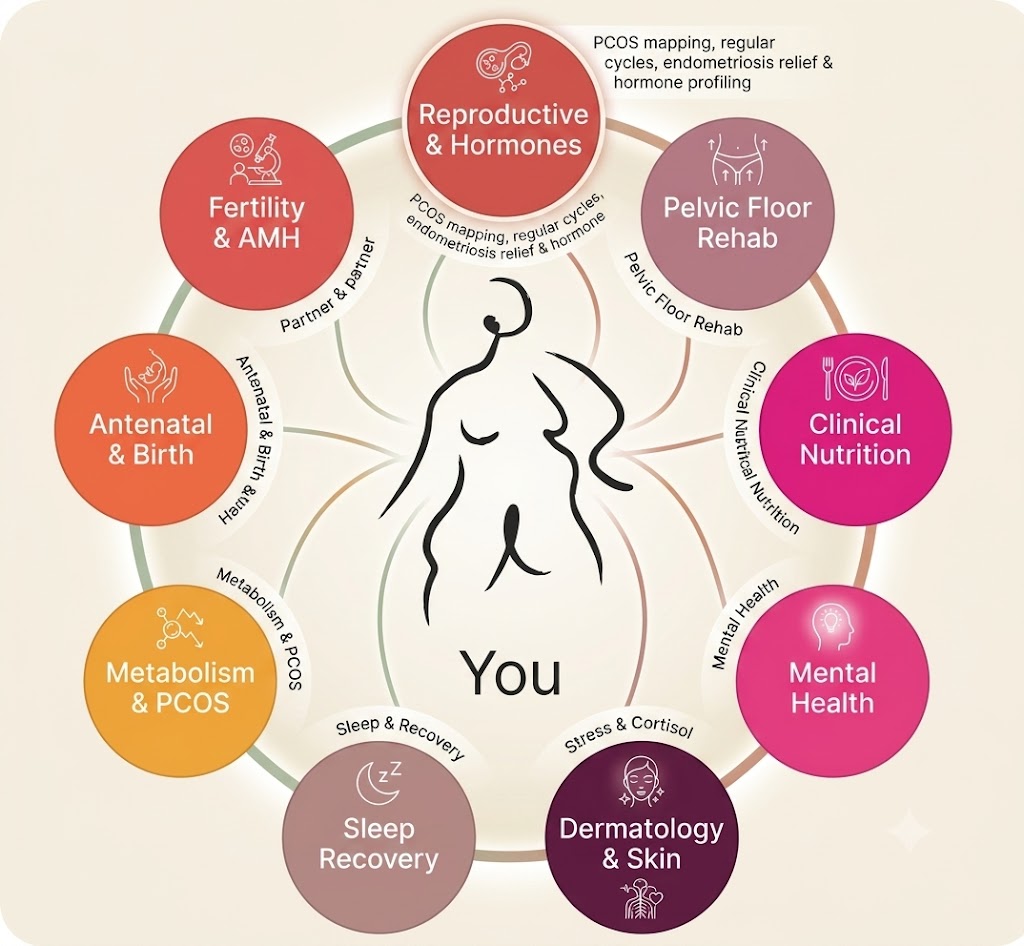 PCOS mapping, regular
cycles, endometriosis relief &
hormone profiling
Reproductive
& Hormones
PCOS mapping, regular cycles,
endometriosis relief & hormone
Fertility
& AMH
Partner & partner
Pelvic Floor
Rehab
Pelvic Floor Rehab
Antenatal
& Birth
Antenatal & Birth
Clinical
Nutrition
Clinical Nutrition
Metabolism
& PCOS
Metabolism & PCOS
Mental
Health
Mental Health
You
Sleep
Recovery
zZ
Sleep & Recovery
Dermatology
& Skin
Stress & Cortisol